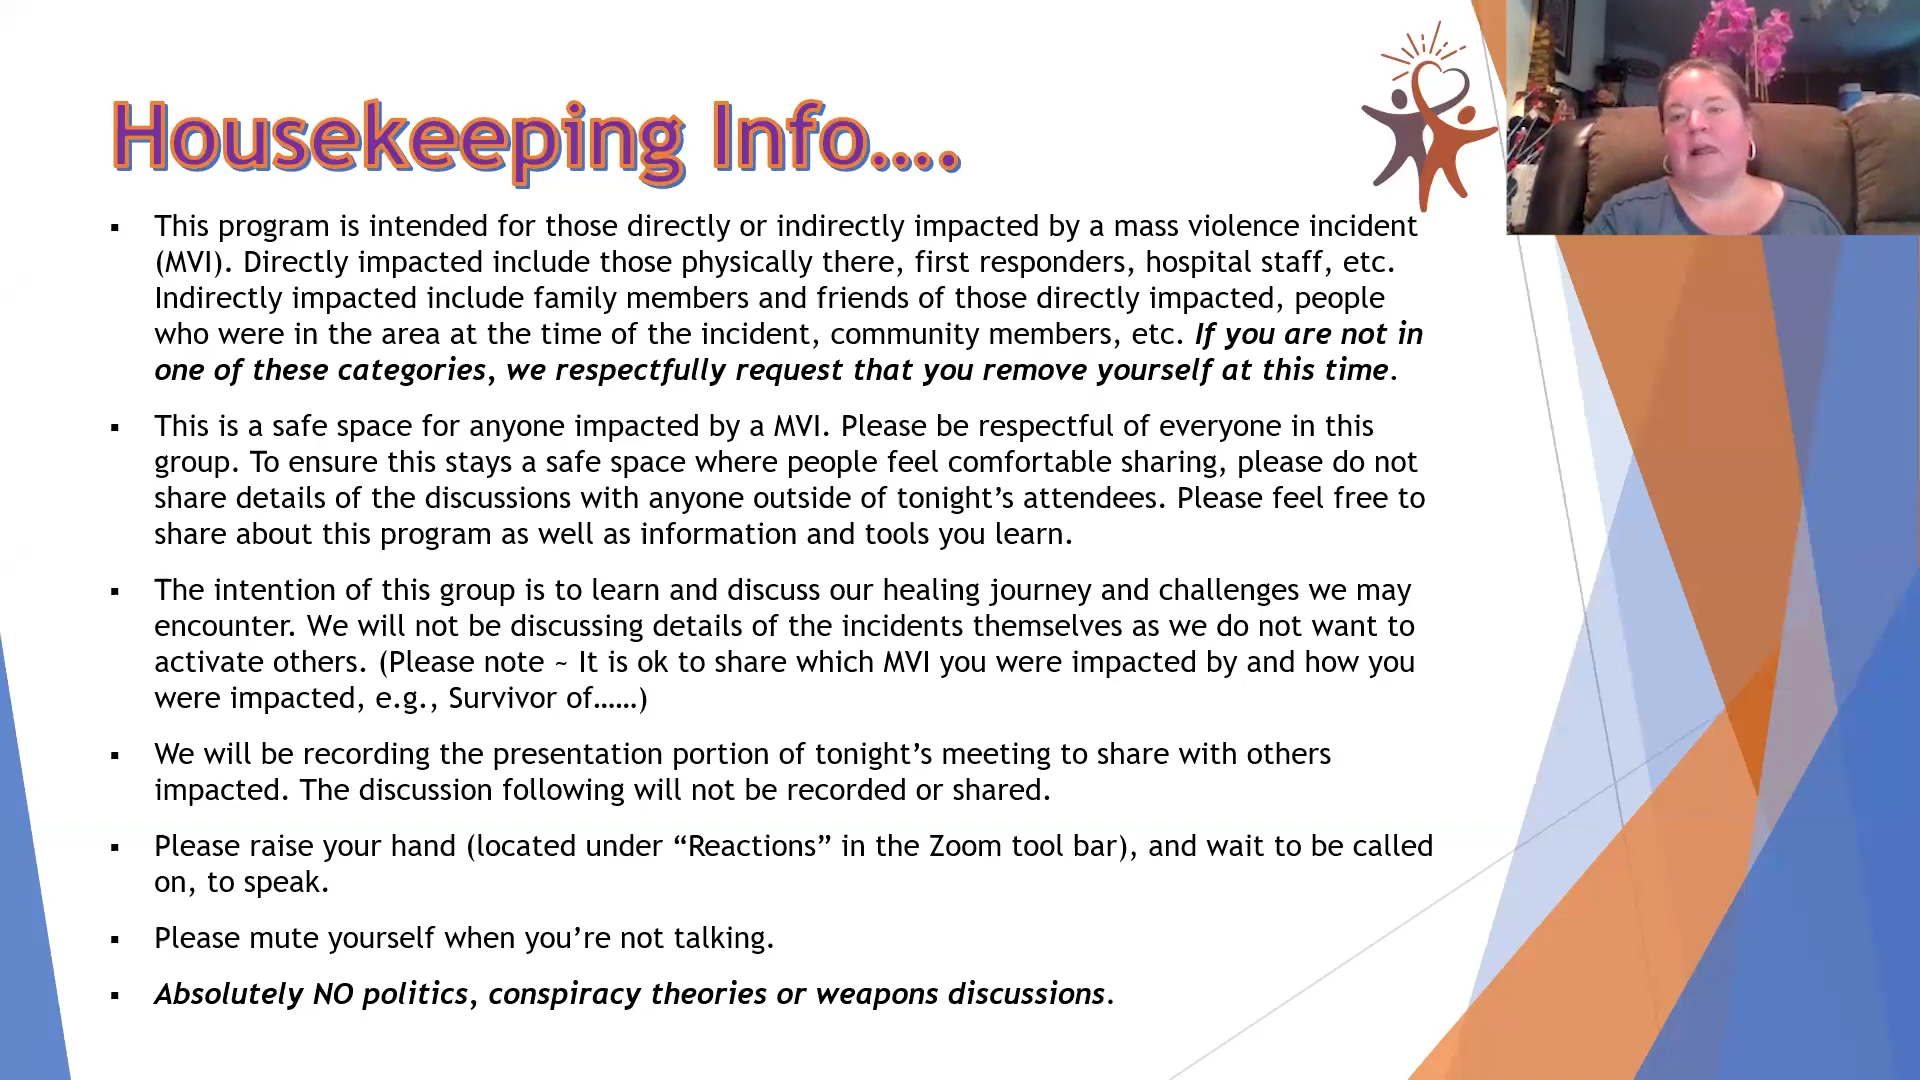 Housekeeping Info....
▪ This program is intended for those directly or indirectly impacted by a mass violence incident
(MVI). Directly impacted include those physically there, first responders, hospital staff, etc.
Indirectly impacted include family members and friends of those directly impacted, people
who were in the area at the time of the incident, community members, etc. If you are not in
one of these categories, we respectfully request that you remove yourself at this time.
▪ This is a safe space for anyone impacted by a MVI. Please be respectful of everyone in this
group. To ensure this stays a safe space where people feel comfortable sharing, please do not
share details of the discussions with anyone outside of tonight’s attendees. Please feel free to
share about this program as well as information and tools you learn.
▪ The intention of this group is to learn and discuss our healing journey and challenges we may
encounter. We will not be discussing details of the incidents themselves as we do not want to
activate others. (Please note ~ It is ok to share which MVI you were impacted by and how you
were impacted, e.g., Survivor of……)
▪ We will be recording the presentation portion of tonight’s meeting to share with others
impacted. The discussion following will not be recorded or shared.
▪ Please raise your hand (located under “Reactions” in the Zoom tool bar), and wait to be called
on, to speak.
▪ Please mute yourself when you’re not talking.
▪ Absolutely NO politics, conspiracy theories or weapons discussions.